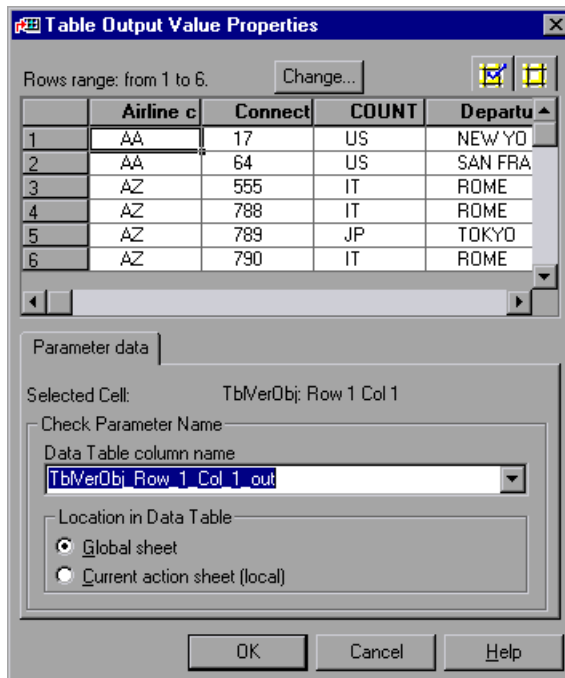 Table Output Value Properties
Rows range: from 1 to 6. Change...
Airline c Connect COUNT Departu
1 AA 17 US NEW YO
2 AA 64 US SAN FRA
3 AZ 555 IT ROME
4 AZ 788 IT ROME
5 AZ 789 JP TOKYO
6 AZ 790 IT ROME
Parameter data
Selected Cell: TblVerObj: Row 1 Col 1
Check Parameter Name
Data Table column name
TblVerObj_Row_1_Col_1_out
Location in Data Table
Global sheet
Current action sheet (local)
OK Cancel Help